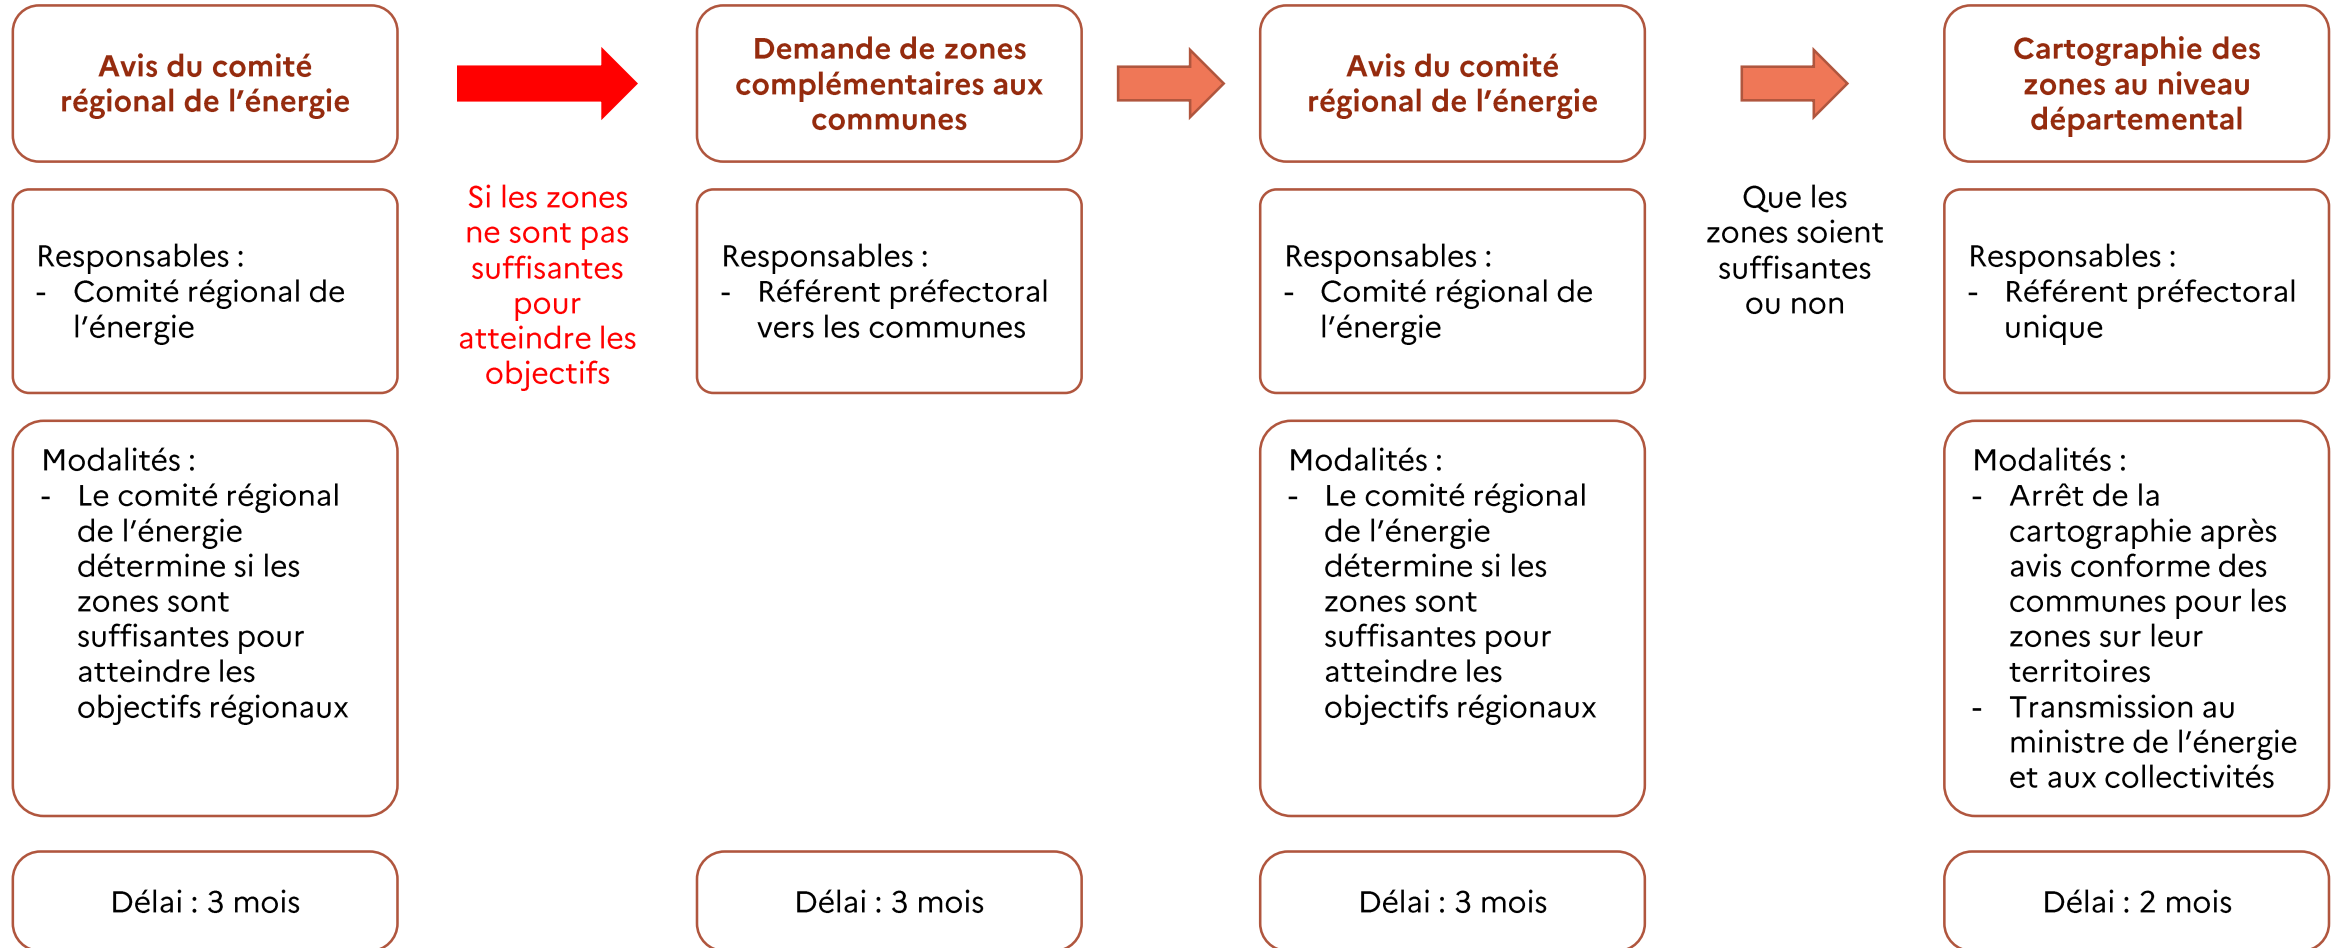 Avis du comité
régional de l’énergie
Responsables :
- Comité régional de
l’énergie
Modalités :
- Le comité régional
de l’énergie
détermine si les
zones sont
suffisantes pour
atteindre les
objectifs régionaux
Délai : 3 mois
Si les zones
ne sont pas
suffisantes
pour
atteindre les
objectifs
Demande de zones
complémentaires aux
communes
Responsables :
- Référent préfectoral
vers les communes
Délai : 3 mois
Avis du comité
régional de l’énergie
Responsables :
- Comité régional de
l’énergie
Modalités :
- Le comité régional
de l’énergie
détermine si les
zones sont
suffisantes pour
atteindre les
objectifs régionaux
Délai : 3 mois
Que les
zones soient
suffisantes
ou non
Cartographie des
zones au niveau
départemental
Responsables :
- Référent préfectoral
unique
Modalités :
- Arrêt de la
cartographie après
avis conforme des
communes pour les
zones sur leur
territoires
- Transmission au
ministre de l’énergie
et aux collectivités
Délai : 2 mois